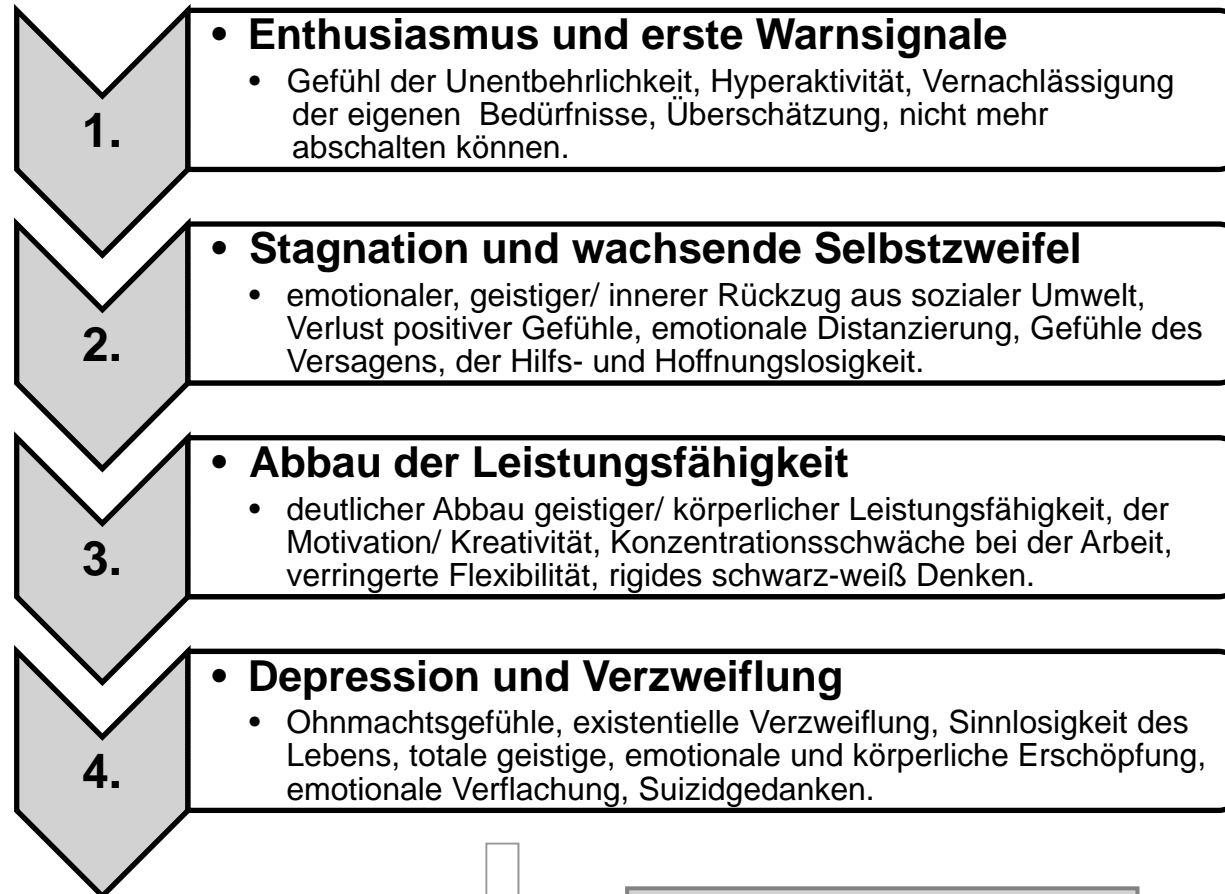 • Enthusiasmus und erste Warnsignale
• Gefühl der Unentbehrlichkeit, Hyperaktivität, Vernachlässigung
der eigenen  Bedürfnisse, Überschätzung, nicht mehr
abschalten können.
1.
• Stagnation und wachsende Selbstzweifel
• emotionaler, geistiger/ innerer Rückzug aus sozialer Umwelt,
Verlust positiver Gefühle, emotionale Distanzierung, Gefühle des
Versagens, der Hilfs- und Hoffnungslosigkeit.
2.
• Abbau der Leistungsfähigkeit
• deutlicher Abbau geistiger/ körperlicher Leistungsfähigkeit, der
Motivation/ Kreativität, Konzentrationsschwäche bei der Arbeit,
verringerte Flexibilität, rigides schwarz-weiß Denken.
3.
• Depression und Verzweiflung
• Ohnmachtsgefühle, existentielle Verzweiflung, Sinnlosigkeit des
Lebens, totale geistige, emotionale und körperliche Erschöpfung,
emotionale Verflachung, Suizidgedanken.
4.